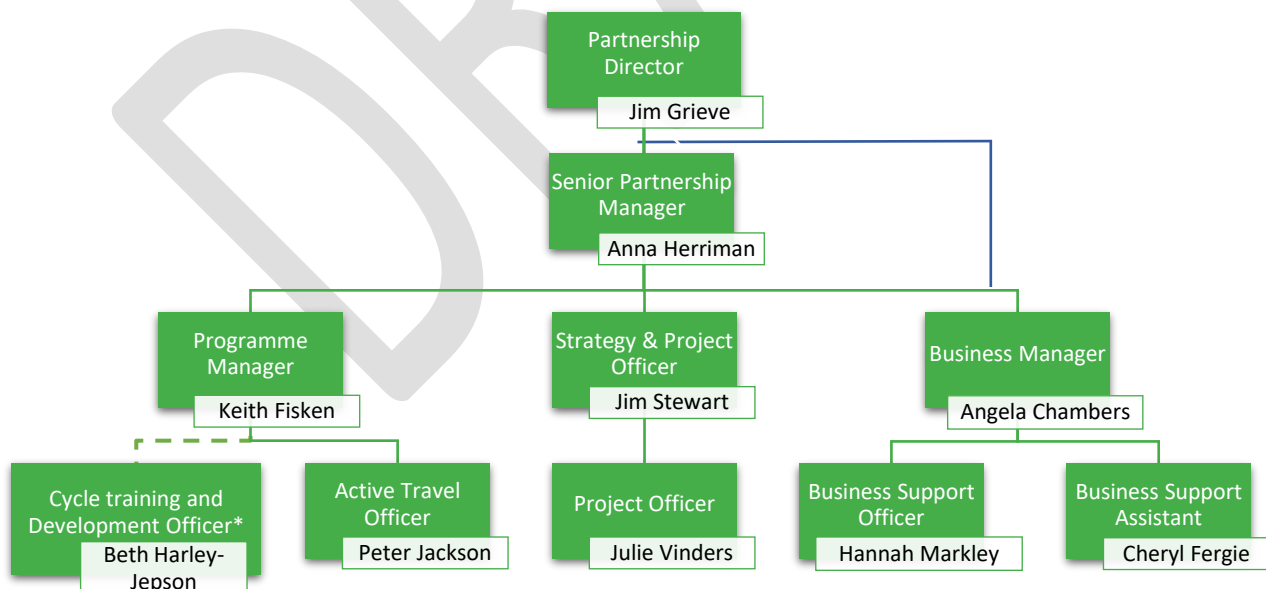 Partnership
Director
Jim Grieve
Senior Partnership
Manager
Anna Herriman
Programme
Manager
Keith Fisken
Strategy & Project
Officer
Jim Stewart
Business Manager
Angela Chambers
Cycle training and
Development Officer*
Beth Harley-
Jepson
Active Travel
Officer
Peter Jackson
Project Officer
Julie Vinders
Business Support
Officer
Hannah Markley
Business Support
Assistant
Cheryl Fergie